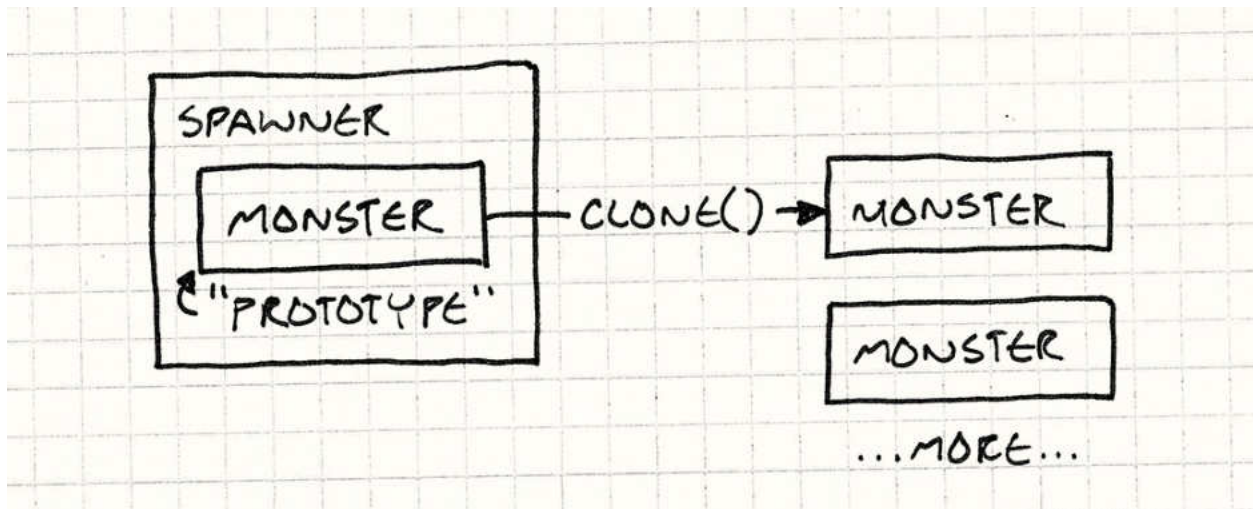 SPAWNER
MONSTER
"PROTOTYPE"
CLONE()
MONSTER
MONSTER
...MORE...